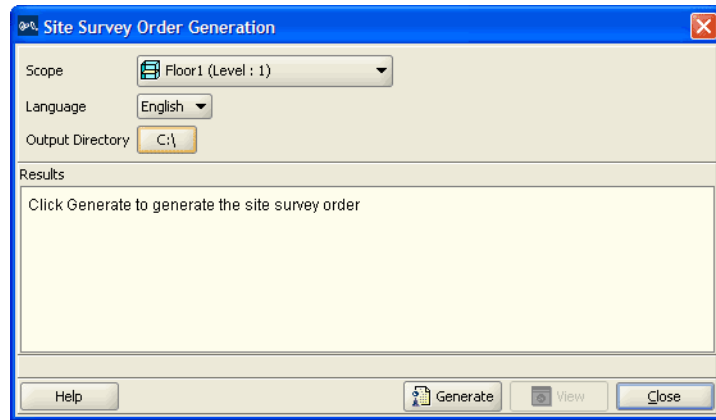 Site Survey Order Generation
Scope
Floor1 (Level : 1)
Language
English
Output Directory
C:\
Results
Click Generate to generate the site survey order
Help
Generate
View
Close